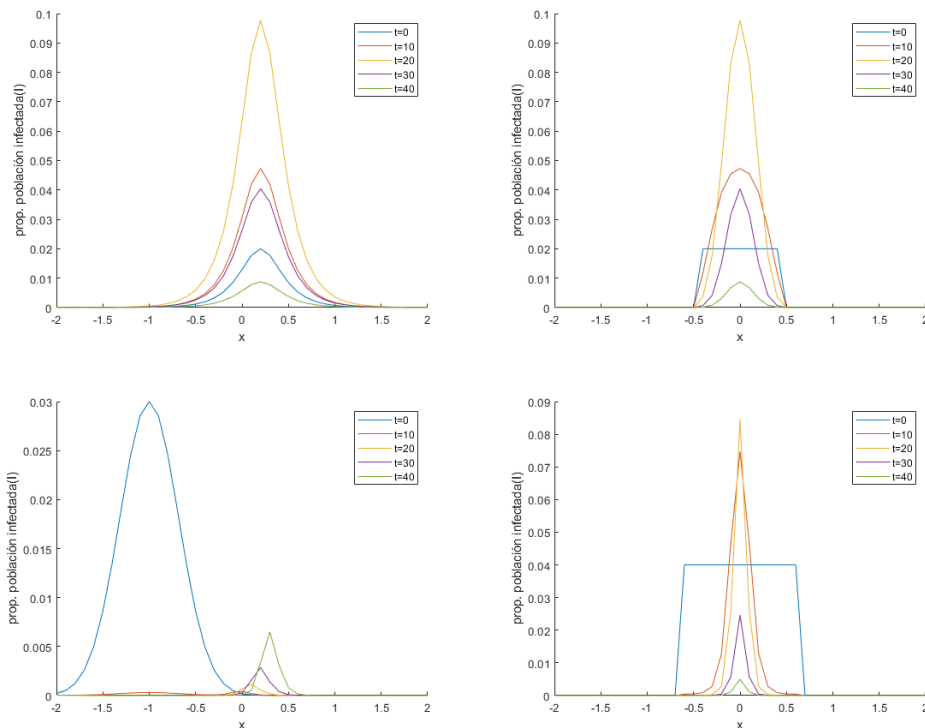 prop. población infectada(I)
0.1
0.09
0.08
0.07
0.06
0.05
0.04
0.03
0.02
0.01
0
-2 -1.5 -1 -0.5 0 0.5 1 1.5 2
x
t=0
t=10
t=20
t=30
t=40
prop. población infectada(I)
0.1
0.09
0.08
0.07
0.06
0.05
0.04
0.03
0.02
0.01
0
-2 -1.5 -1 -0.5 0 0.5 1 1.5 2
x
t=0
t=10
t=20
t=30
t=40
prop. población infectada(I)
0.03
0.025
0.02
0.015
0.01
0.005
0
-2 -1.5 -1 -0.5 0 0.5 1 1.5 2
x
t=0
t=10
t=20
t=30
t=40
prop. población infectada(I)
0.09
0.08
0.07
0.06
0.05
0.04
0.03
0.02
0.01
0
-2 -1.5 -1 -0.5 0 0.5 1 1.5 2
x
t=0
t=10
t=20
t=30
t=40